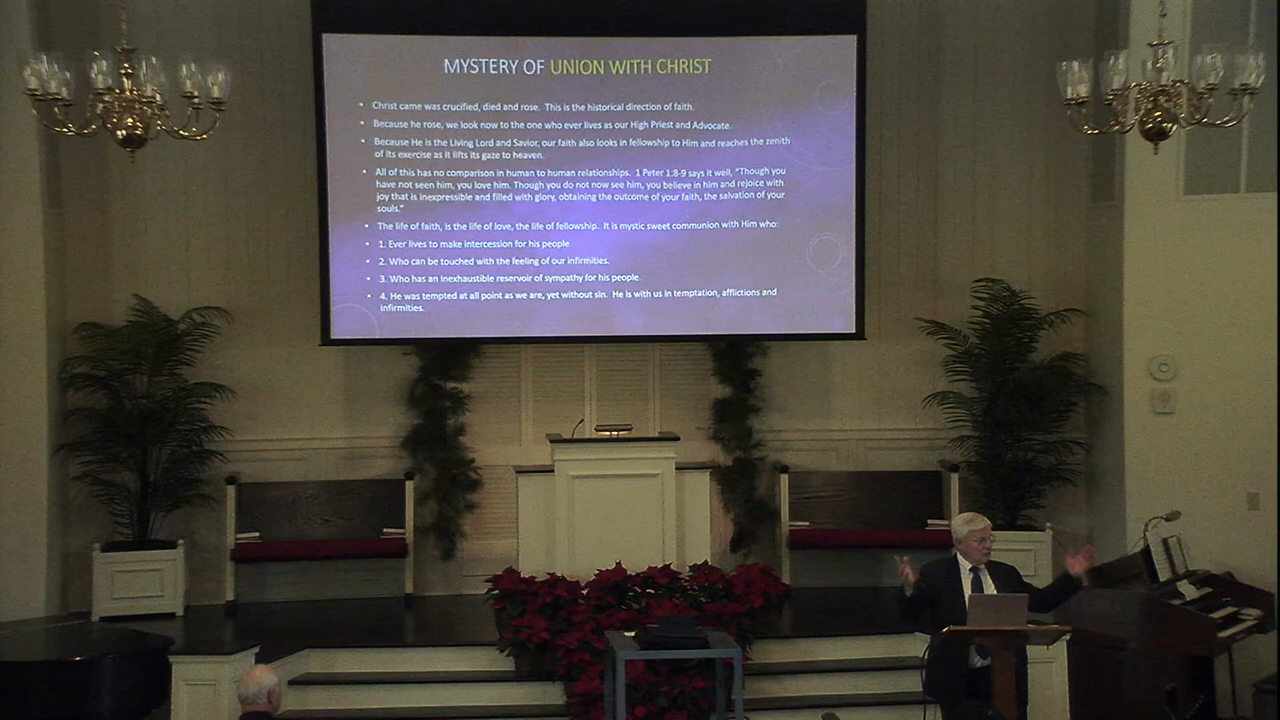 MYSTERY OF UNION WITH CHRIST
• Christ came was crucified, died and rose. This is the historical direction of faith.
• Because he rose, we look now to the one who ever lives as our High Priest and Advocate.
• Because He is the Living Lord and Savior, our faith also looks in fellowship to Him and reaches the zenith
of its exercise as it lifts its gaze to heaven.
• All of this has no comparison in human to human relationships. 1 Peter 1:8-9 says it well, "Though you
have not seen him, you love him. Though you do not now see him, you believe in him and rejoice with
joy that is inexpressible and filled with glory, obtaining the outcome of your faith, the salvation of your
souls."
• The life of faith, is the life of love, the life of fellowship. It is mystic sweet communion with Him who:
• 1. Ever lives to make intercession for his people
• 2. Who can be touched with the feeling of our infirmities.
• 3. Who has an inexhaustible reservoir of sympathy for his people.
• 4. He was tempted at all point as we are, yet without sin. He is with us in temptation, afflictions and
infirmities.